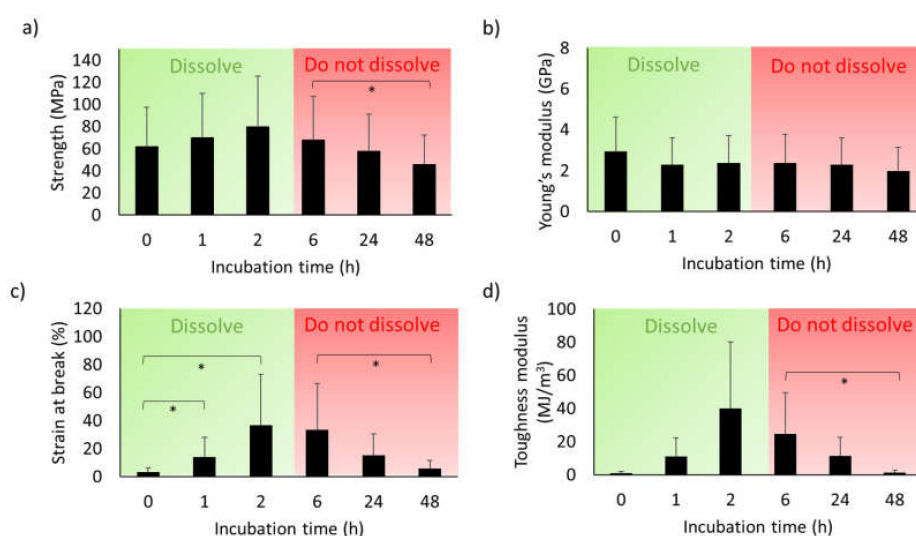 a)
Dissolve
Do not dissolve
*
Strength (MPa)
140
120
100
80
60
40
20
0
0 1 2 6 24 48
Incubation time (h)
b)
Dissolve
Do not dissolve
Young's modulus (GPa)
8
6
4
2
0
0 1 2 6 24 48
Incubation time (h)
c)
Dissolve
Do not dissolve
*
*
*
Strain at break (%)
120
100
80
60
40
20
0
0 1 2 6 24 48
Incubation time (h)
d)
Dissolve
Do not dissolve
*
Toughness modulus
(MJ/m³)
100
80
60
40
20
0
0 1 2 6 24 48
Incubation time (h)